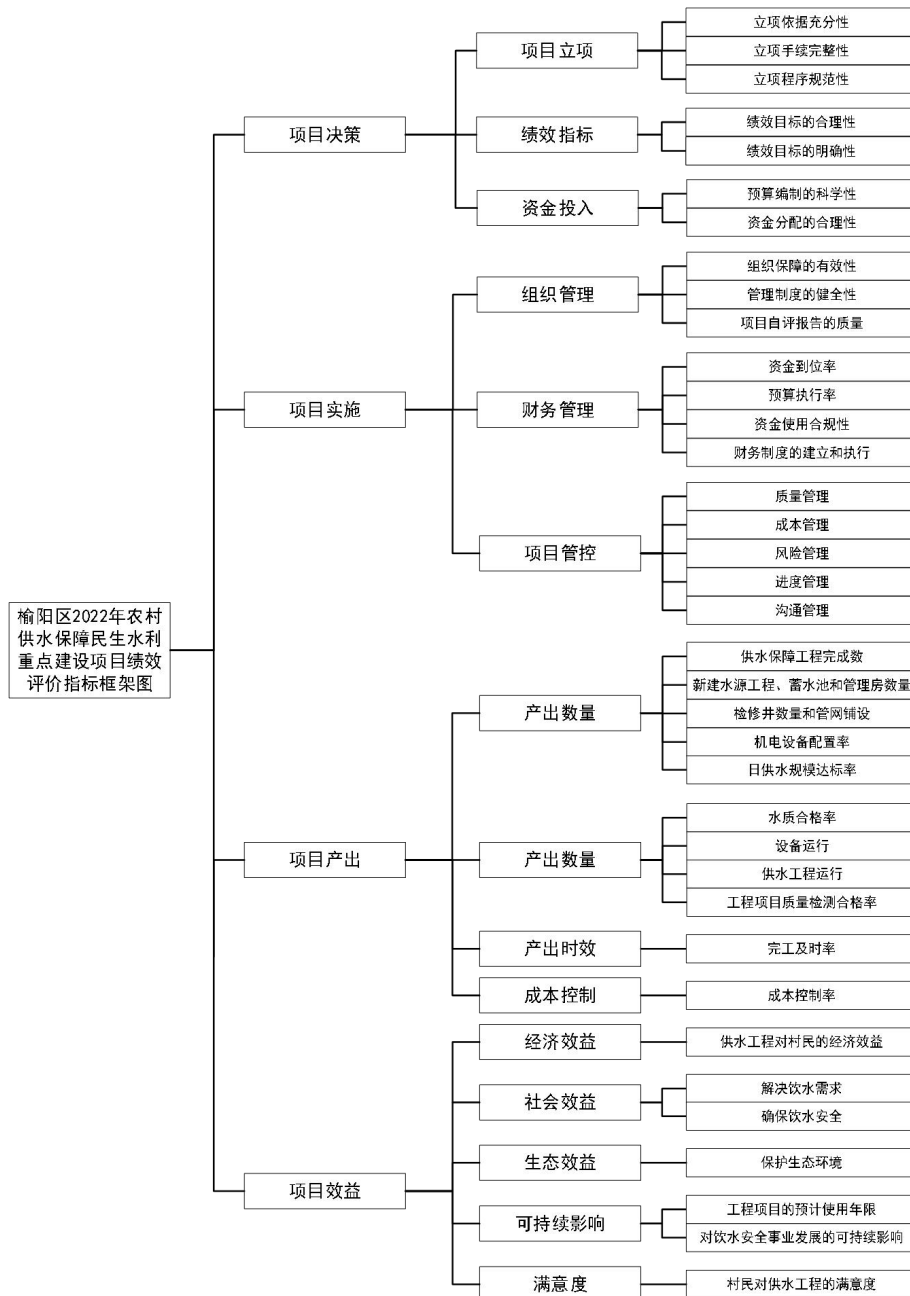 榆阳区2022年农村
供水保障民生水利
重点建设项目绩效
评价指标框架图
项目决策
项目立项
立项依据充分性
立项手续完整性
立项程序规范性
绩效指标
绩效目标的合理性
绩效目标的明确性
资金投入
预算编制的科学性
资金分配的合理性
项目实施
组织管理
组织保障的有效性
管理制度的健全性
项目自评报告的质量
财务管理
资金到位率
预算执行率
资金使用合规性
财务制度的建立和执行
项目管控
质量管理
成本管理
风险管理
进度管理
沟通管理
项目产出
产出数量
供水保障工程完成数
新建水源工程、蓄水池和管理房数量
检修井数量和管网铺设
机电设备配置率
日供水规模达标率
产出数量
水质合格率
设备运行
供水工程运行
工程项目质量检测合格率
产出时效
完工及时率
成本控制
成本控制率
项目效益
经济效益
供水工程对村民的经济效益
社会效益
解决饮水需求
确保饮水安全
生态效益
保护生态环境
可持续影响
工程项目的预计使用年限
对饮水安全事业发展的可持续影响
满意度
村民对供水工程的满意度